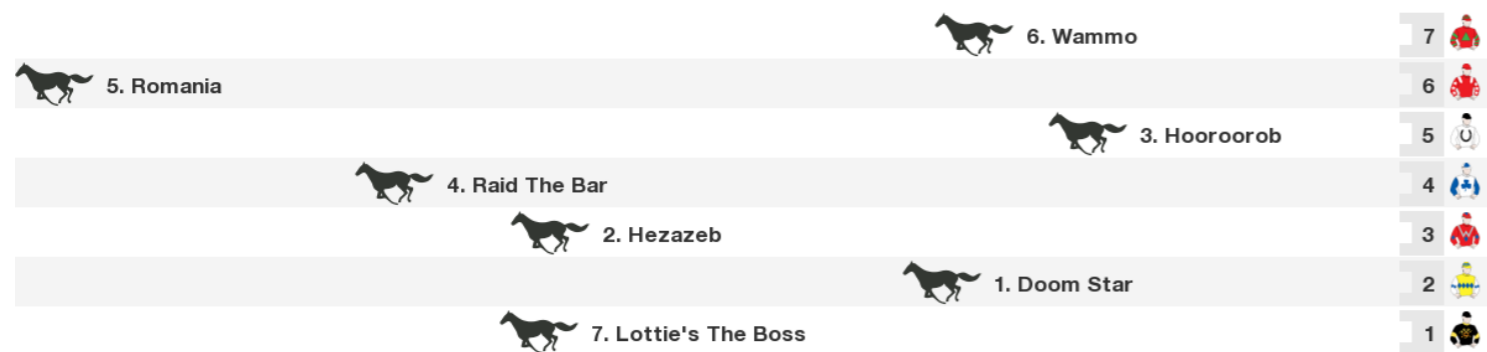 6. Wammo 7
5. Romania 6
3. Hooroorob 5
4. Raid The Bar 4
2. Hezazeb 3
1. Doom Star 2
7. Lottie's The Boss 1